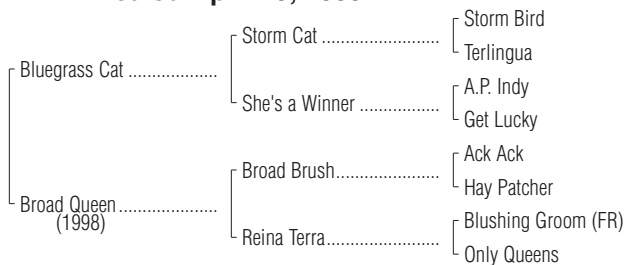 Storm Bird
Storm Cat ........................
Terlingua
Bluegrass Cat ..................
A.P. Indy
She's a Winner ................
Get Lucky
Ack Ack
Broad Brush.....................
Hay Patcher
Broad Queen....................
(1998)
Blushing Groom (FR)
Reina Terra.......................
Only Queens